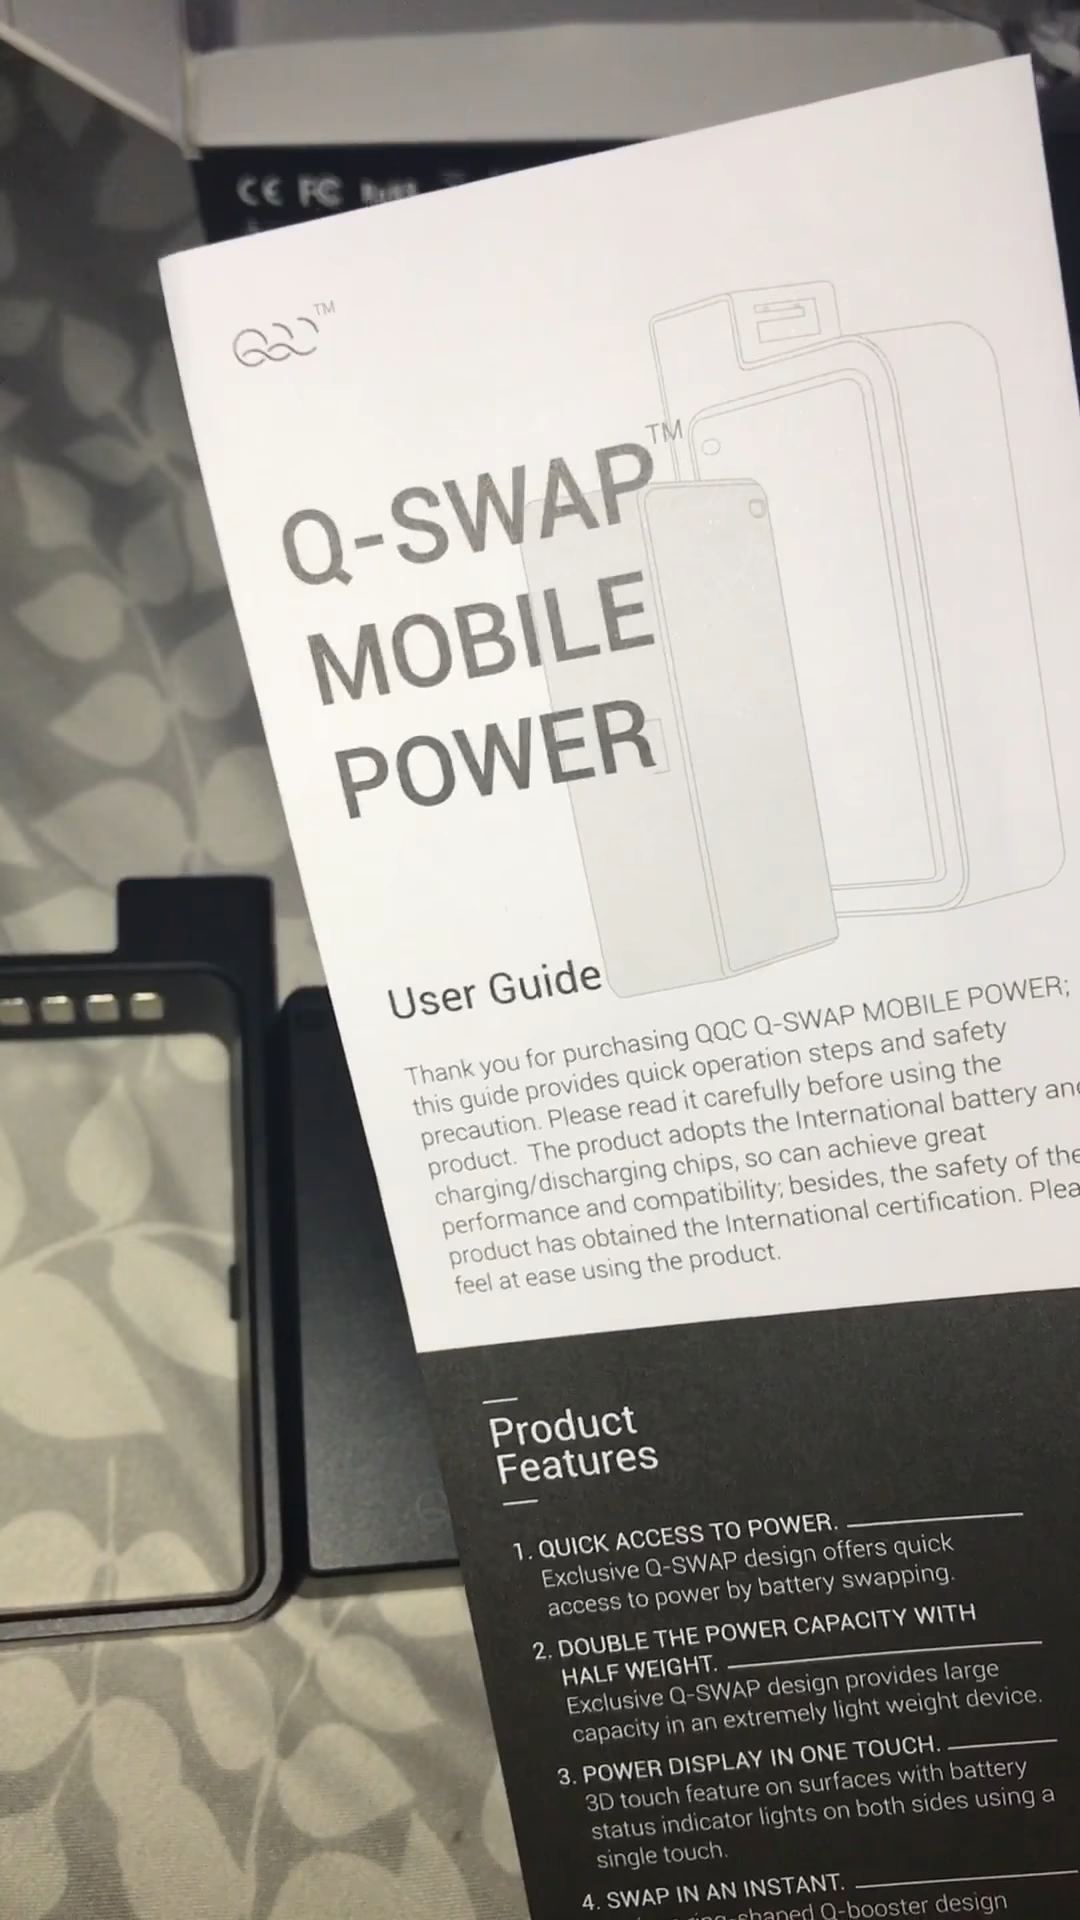 CE FC RoHS
QQC™
Q-SWAP™
MOBILE
POWER
User Guide
Thank you for purchasing QQC Q-SWAP MOBILE POWER;
this guide provides quick operation steps and safety
precaution. Please read it carefully before using the
product. The product adopts the International battery and
charging/discharging chips, so can achieve great
performance and compatibility; besides, the safety of the
product has obtained the International certification. Plea
feel at ease using the product.
Product
Features
1. QUICK ACCESS TO POWER.
Exclusive Q-SWAP design offers quick
access to power by battery swapping.
2. DOUBLE THE POWER CAPACITY WITH
HALF WEIGHT.
Exclusive Q-SWAP design provides large
capacity in an extremely light weight device.
3. POWER DISPLAY IN ONE TOUCH.
3D touch feature on surfaces with battery
status indicator lights on both sides using a
single touch.
4. SWAP IN AN INSTANT.
-shaped Q-booster design